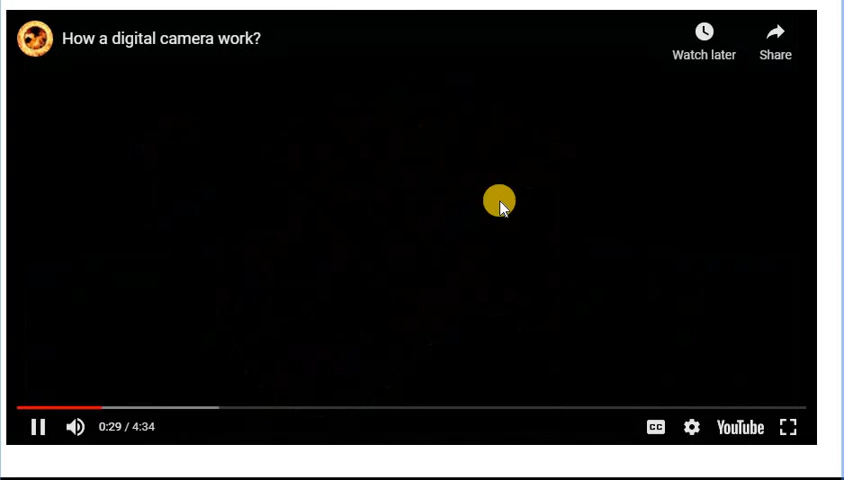 How a digital camera work?
Watch later
Share
0:29 / 4:34
CC
YouTube